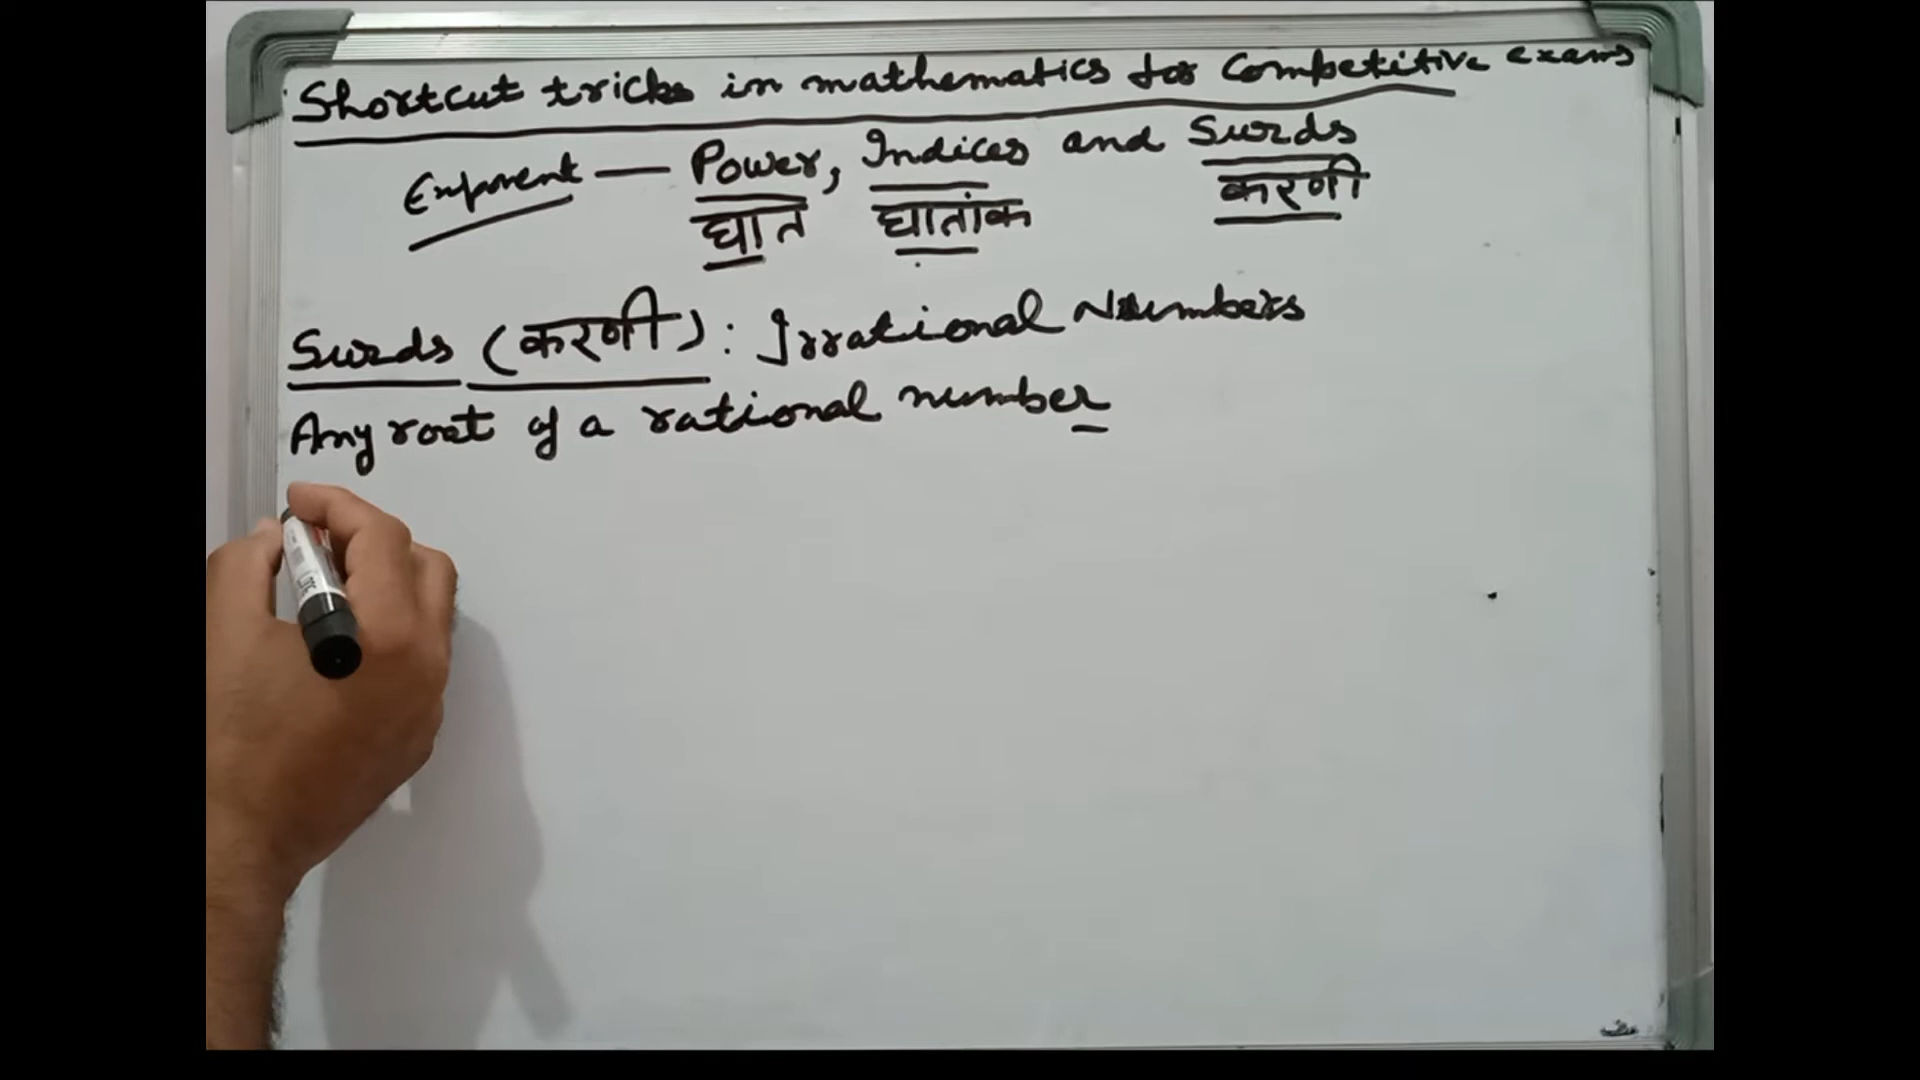 Shortcut tricks in mathematics for Competitive exams
Exponent — Power, Indices and Surds
घात घातांक करणी
Surds (करणी) : Irrational Numbers
Any root of a rational number